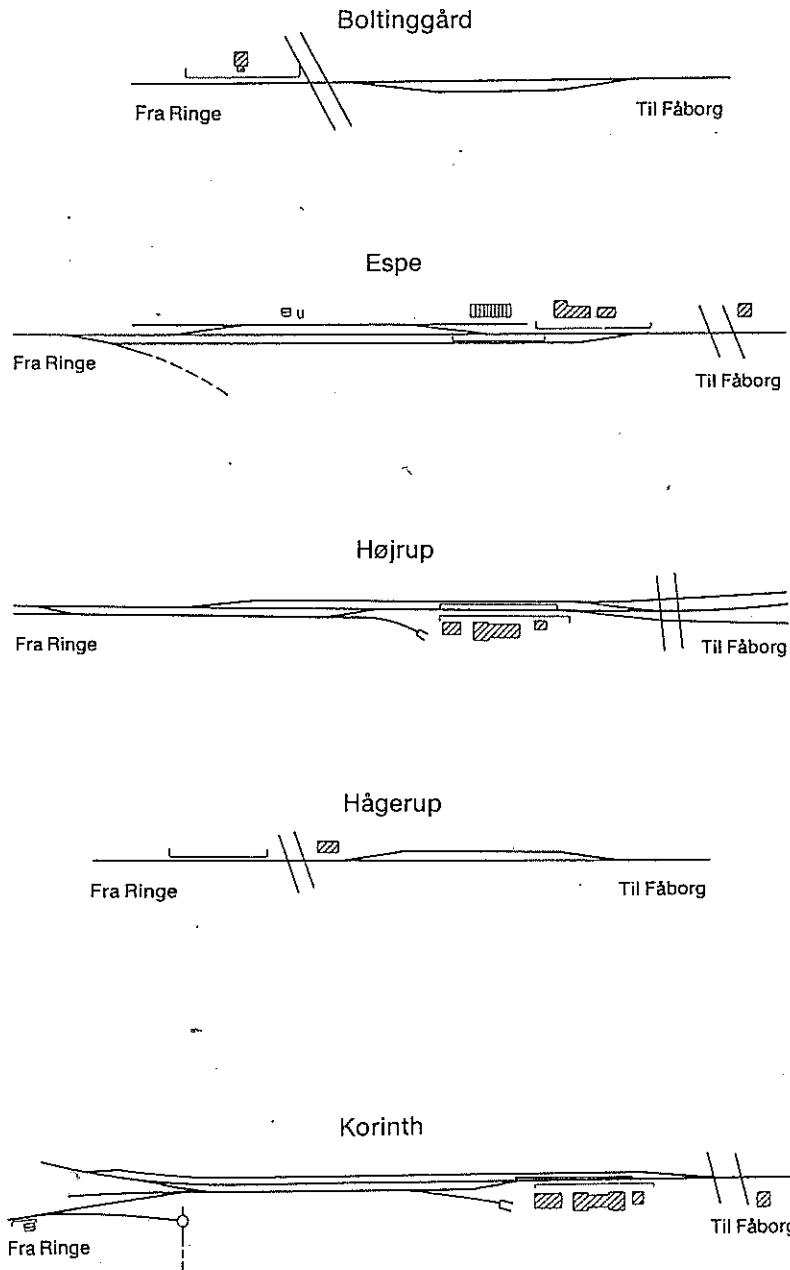 Boltinggård
Fra Ringe
Til Fåborg
Espe
u
Fra Ringe
Til Fåborg
Højrup
Fra Ringe
Til Fåborg
Hågerup
Fra Ringe
Til Fåborg
Korinth
Fra Ringe
Til Fåborg